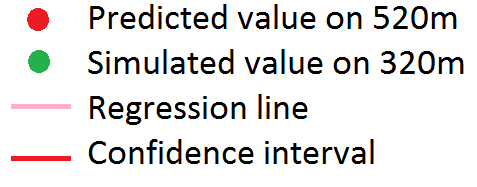 Predicted value on 520m
Simulated value on 320m
Regression line
Confidence interval